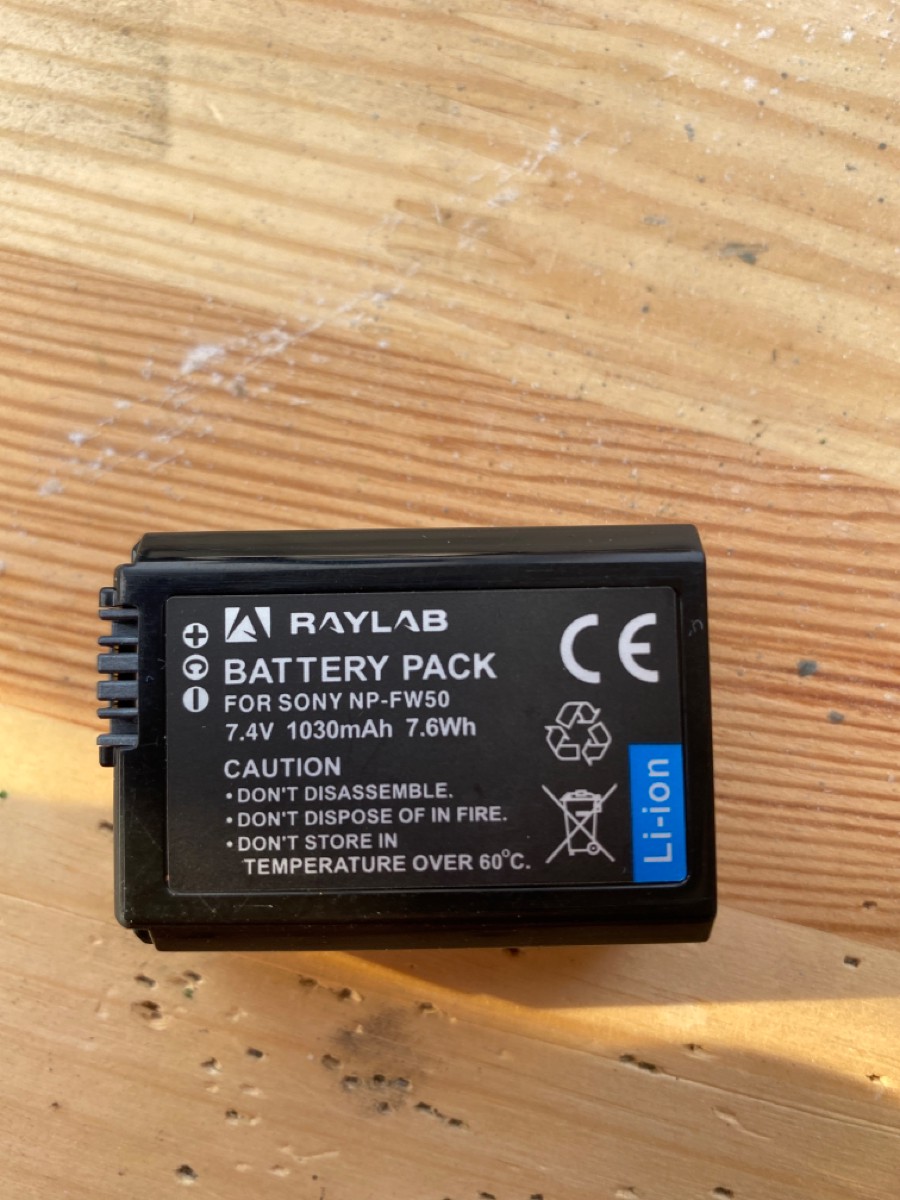 RAYLAB
BATTERY PACK
FOR SONY NP-FW50
7.4V 1030mAh 7.6Wh
CAUTION
•DON'T DISASSEMBLE.
•DON'T DISPOSE OF IN FIRE.
•DON'T STORE IN
TEMPERATURE OVER 60°C.
CE
Li-ion